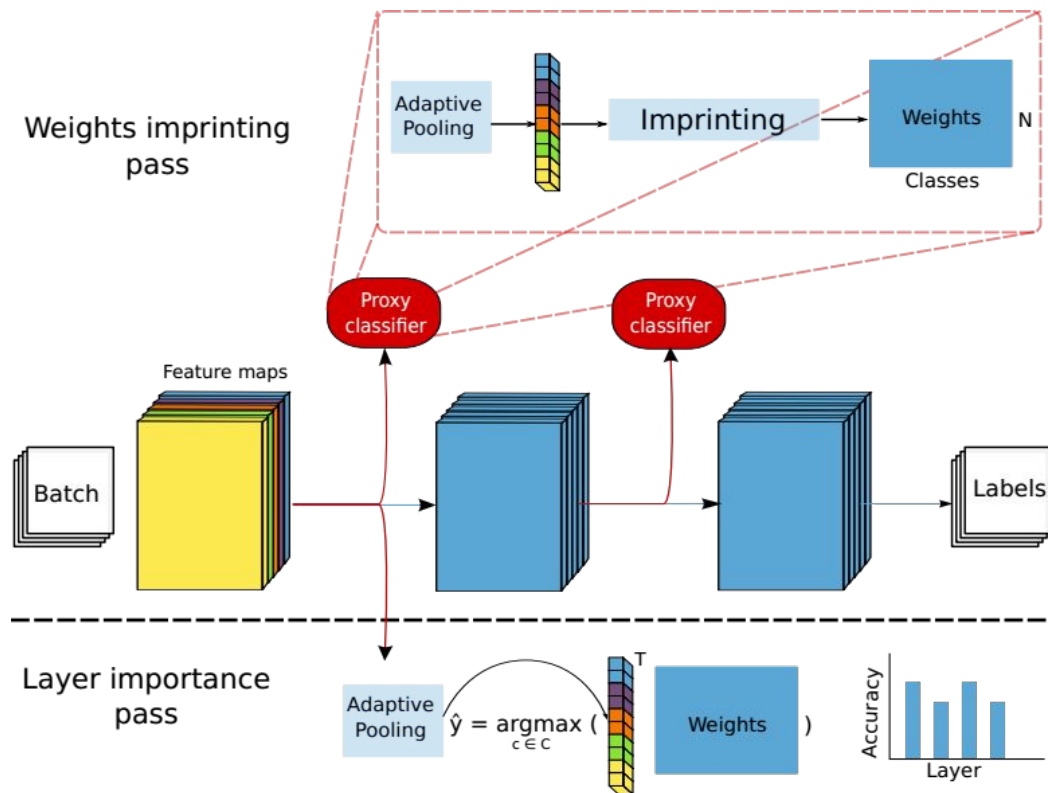 Weights imprinting
pass
Adaptive
Pooling
Imprinting
Weights
N
Classes
Proxy
classifier
Proxy
classifier
Feature maps
Batch
Labels
Layer importance
pass
Adaptive
Pooling
ŷ = argmax (
c ∈ C
T
Weights
)
Accuracy
Layer